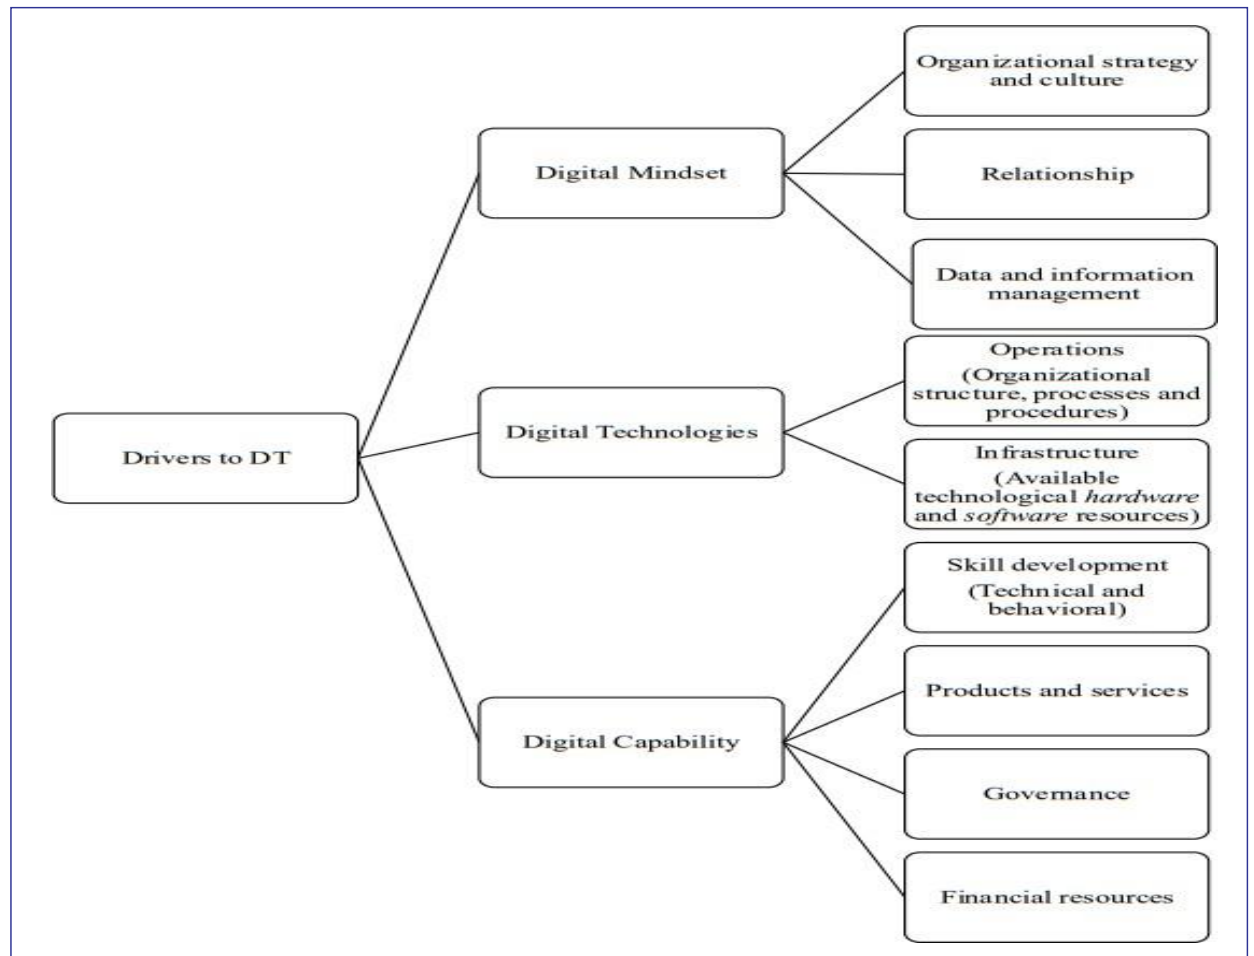 Drivers to DT
Digital Mindset
Organizational strategy
and culture
Relationship
Data and information
management
Digital Technologies
Operations
(Organizational
structure, processes and
procedures)
Infrastructure
(Available
technological hardware
and software resources)
Digital Capability
Skill development
(Technical and
behavioral)
Products and services
Governance
Financial resources